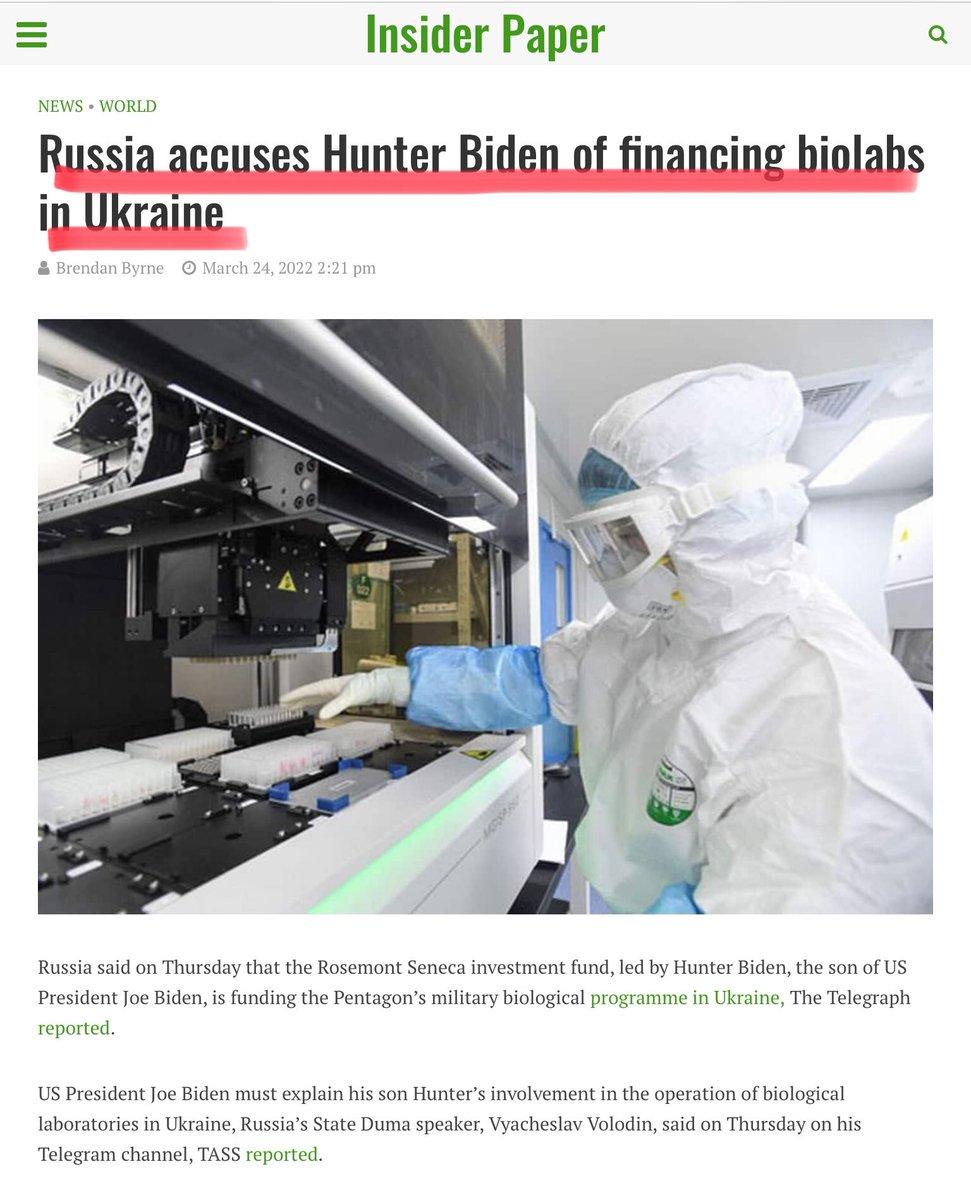 Insider Paper
NEWS • WORLD
Russia accuses Hunter Biden of financing biolabs
in Ukraine
Brendan Byrne March 24, 2022 2:21 pm
Russia said on Thursday that the Rosemont Seneca investment fund, led by Hunter Biden, the son of US
President Joe Biden, is funding the Pentagon’s military biological programme in Ukraine, The Telegraph
reported.
US President Joe Biden must explain his son Hunter’s involvement in the operation of biological
laboratories in Ukraine, Russia’s State Duma speaker, Vyacheslav Volodin, said on Thursday on his
Telegram channel, TASS reported.